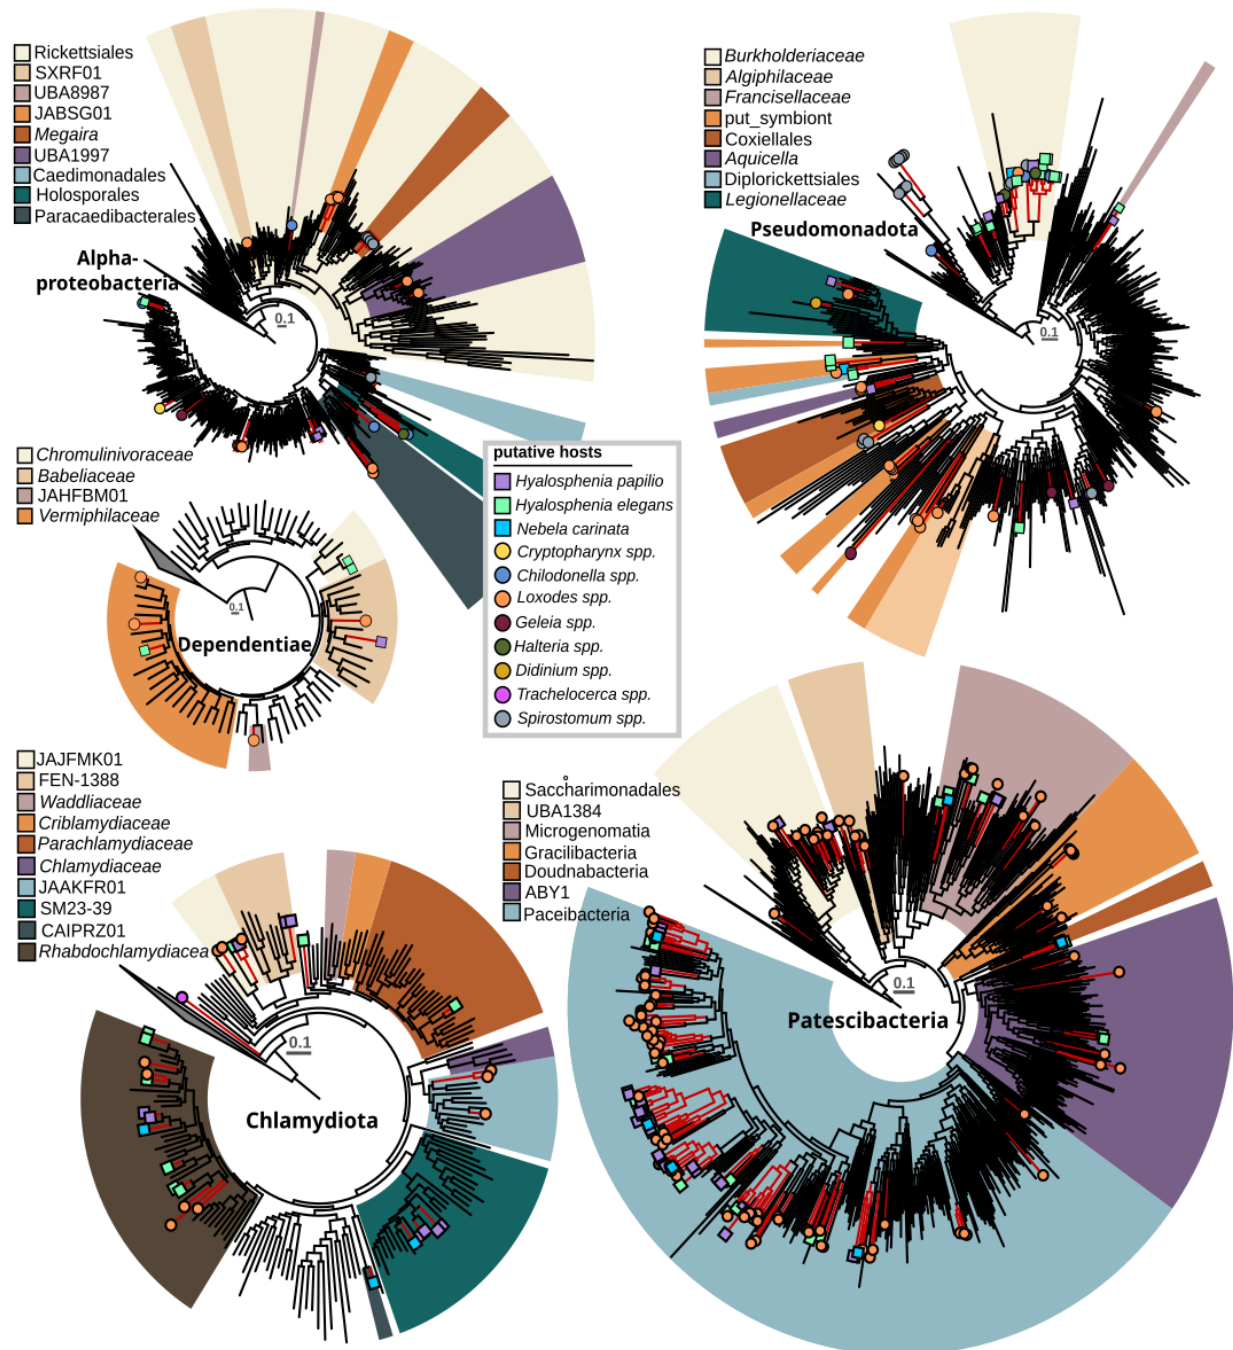 Rickettsiales
SXRF01
UBA8987
JABSG01
Megaira
UBA1997
Caedimonadales
Holosporales
Paracaedibacterales
Alpha-
proteobacteria
0.1
Burkholderiaceae
Algiphilaceae
Francisellaceae
put_symbiont
Coxiellales
Aquicella
Diplorickettsiales
Legionellaceae
Pseudomonadota
0.1
Chromulinivoraceae
Babeliaceae
JAHFBM01
Vermiphilaceae
0.1
Dependentiae
putative hosts
Hyalosphenia papilio
Hyalosphenia elegans
Nebela carinata
Cryptopharynx spp.
Chilodonella spp.
Loxodes spp.
Geleia spp.
Halteria spp.
Didinium spp.
Trachelocerca spp.
Spirostomum spp.
JAJFMK01
FEN-1388
Waddliaceae
Criblamydiaceae
Parachlamydiaceae
Chlamydiaceae
JAAKFR01
SM23-39
CAIPRZ01
Rhabdochlamydiacea
0.1
Chlamydiota
Saccharimonadales
UBA1384
Microgenomatia
Gracilibacteria
Doudnabacteria
ABY1
Paceibacteria
0.1
Patescibacteria